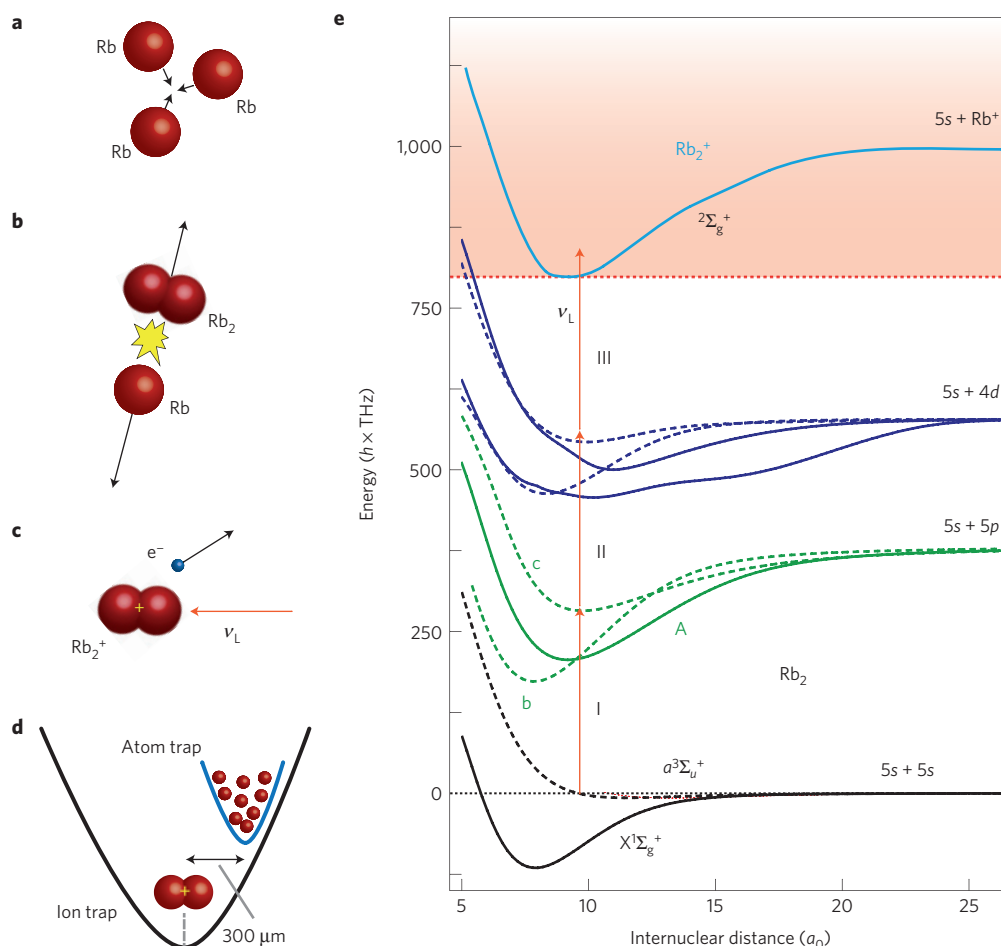 a
Rb
Rb
Rb
b
Rb₂
Rb
c
e⁻
Rb₂⁺
+
νL
d
Atom trap
Ion trap
+
300 μm
e
Energy (h × THz)
1,000
750
500
250
0
5
10
15
20
25
Internuclear distance (a₀)
5s + Rb⁺
Rb₂⁺
²Σg⁺
νL
III
5s + 4d
II
5s + 5p
c
A
b
Rb₂
I
a³Σu⁺
5s + 5s
X¹Σg⁺